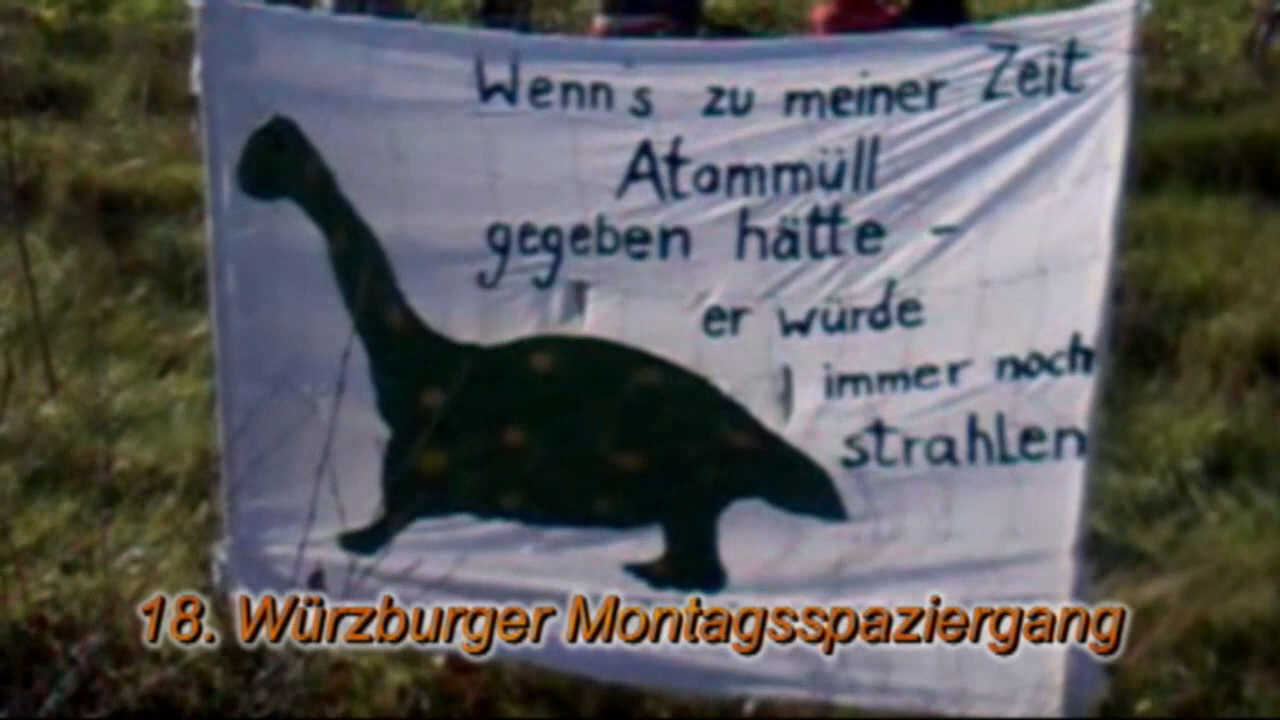 Wenn's zu meiner Zeit
Atommüll
gegeben hätte -
er würde
immer noch
strahlen
18. Würzburger Montagsspaziergang